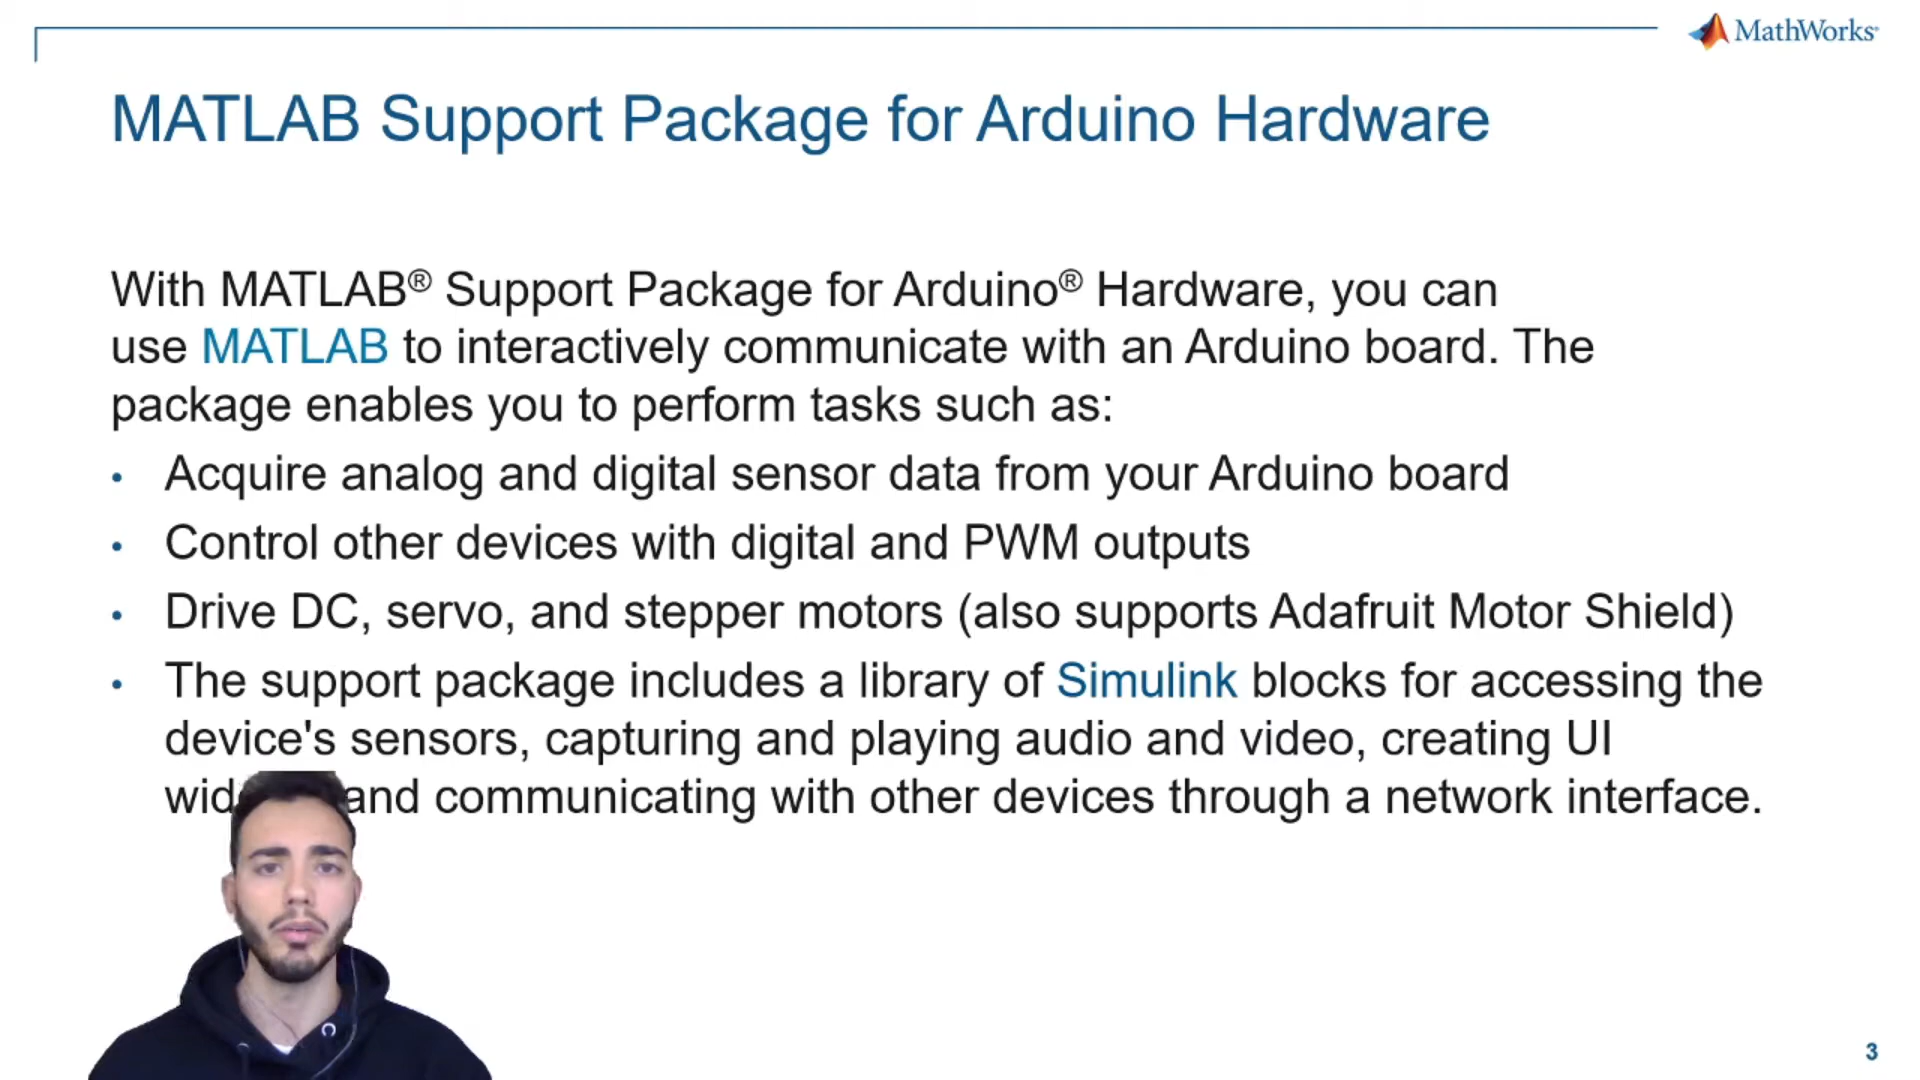 MathWorks®
MATLAB Support Package for Arduino Hardware
With MATLAB® Support Package for Arduino® Hardware, you can
use MATLAB to interactively communicate with an Arduino board. The
package enables you to perform tasks such as:
• Acquire analog and digital sensor data from your Arduino board
• Control other devices with digital and PWM outputs
• Drive DC, servo, and stepper motors (also supports Adafruit Motor Shield)
• The support package includes a library of Simulink blocks for accessing the
device's sensors, capturing and playing audio and video, creating UI
and communicating with other devices through a network interface.
3